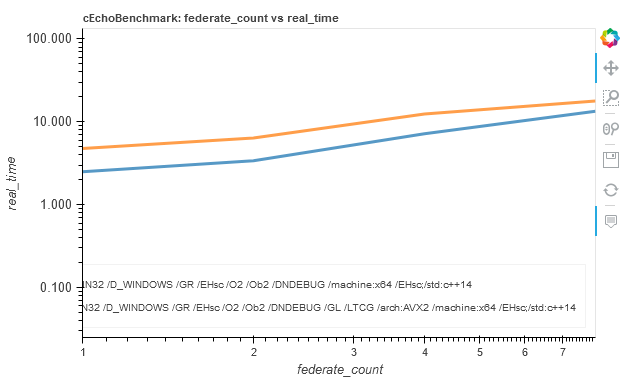 cEchoBenchmark: federate_count vs real_time
100.000
10.000
1.000
0.100
real_time
IN32 /D_WINDOWS /GR /EHsc /O2 /Ob2 /DNDEBUG /machine:x64 /EHsc;/std:c++14
N32 /D_WINDOWS /GR /EHsc /O2 /Ob2 /DNDEBUG /GL /LTCG /arch:AVX2 /machine:x64 /EHsc;/std:c++14
1 2 3 4 5 6 7
federate_count